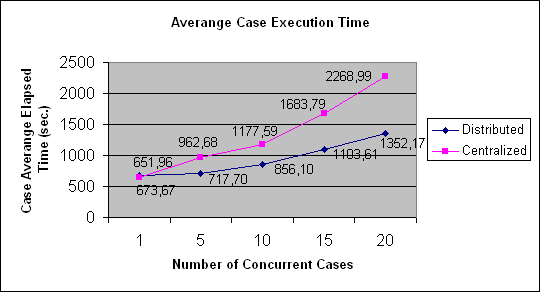 Averange Case Execution Time
Case Averange Elapsed
Time (sec.)
2500
2000
1500
1000
500
0
2268,99
1683,79
1177,59
962,68
651,96
673,67
717,70
856,10
1103,61
1352,17
1 5 10 15 20
Number of Concurrent Cases
Distributed
Centralized